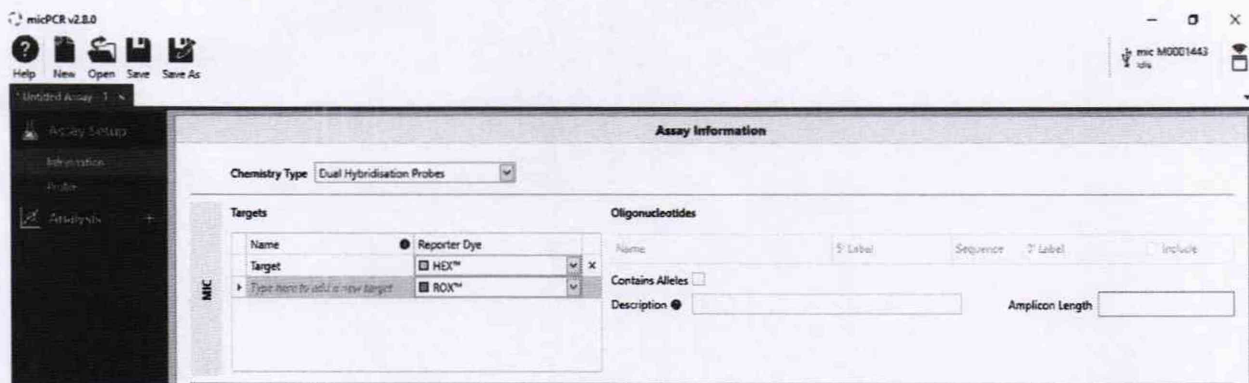 micPCR v2.8.0
Help New Open Save Save As
mic M0001443
Idle
Untitled Assay - 1
Assay Setup
Information
Profile
Analysis +
Assay Information
Chemistry Type Dual Hybridisation Probes
MIC
Targets
Name Reporter Dye
Target HEX™
Type here to add a new target ROX™
Oligonucleotides
Name 5' Label Sequence 3' Label Include
Contains Alleles
Description
Amplicon Length